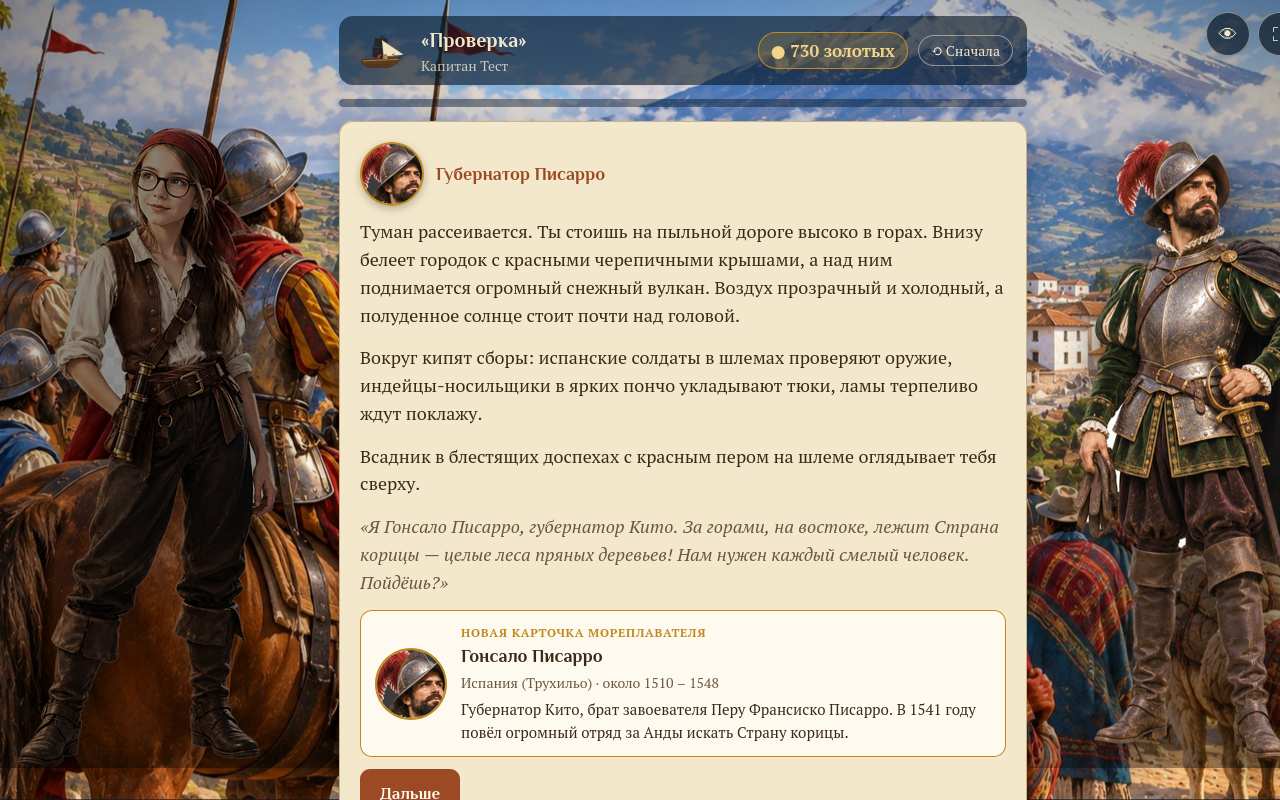 «Проверка»
Капитан Тест
730 золотых
⟲ Сначала
Губернатор Писарро
Туман рассеивается. Ты стоишь на пыльной дороге высоко в горах. Внизу
белеет городок с красными черепичными крышами, а над ним
поднимается огромный снежный вулкан. Воздух прозрачный и холодный, а
полуденное солнце стоит почти над головой.
Вокруг кипят сборы: испанские солдаты в шлемах проверяют оружие,
индейцы-носильщики в ярких пончо укладывают тюки, ламы терпеливо
ждут поклажу.
Всадник в блестящих доспехах с красным пером на шлеме оглядывает тебя
сверху.
«Я Гонсало Писарро, губернатор Кито. За горами, на востоке, лежит Страна
корицы — целые леса пряных деревьев! Нам нужен каждый смелый человек.
Пойдёшь?»
НОВАЯ КАРТОЧКА МОРЕПЛАВАТЕЛЯ
Гонсало Писарро
Испания (Трухильо) · около 1510 – 1548
Губернатор Кито, брат завоевателя Перу Франсиско Писарро. В 1541 году
повёл огромный отряд за Анды искать Страну корицы.
Дальше